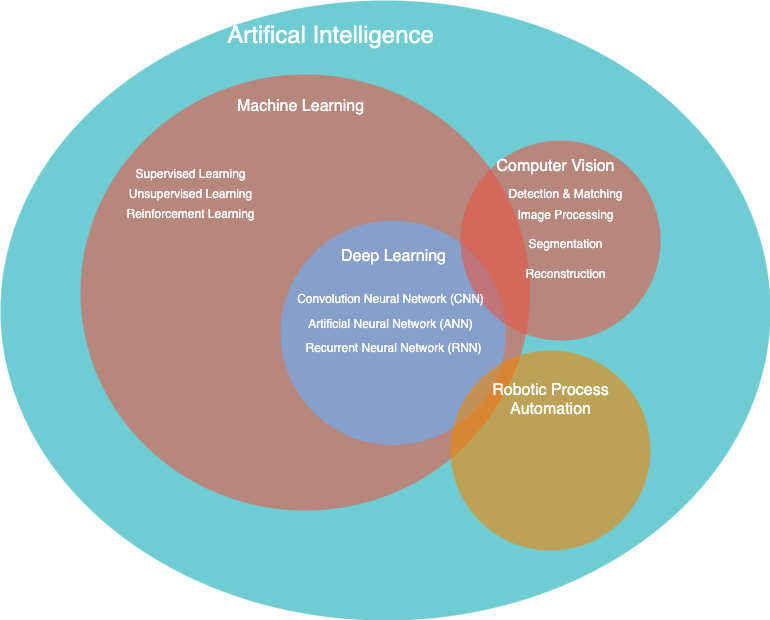 Artifical Intelligence
Machine Learning
Supervised Learning
Unsupervised Learning
Reinforcement Learning
Computer Vision
Detection & Matching
Image Processing
Segmentation
Reconstruction
Deep Learning
Convolution Neural Network (CNN)
Artificial Neural Network (ANN)
Recurrent Neural Network (RNN)
Robotic Process
Automation